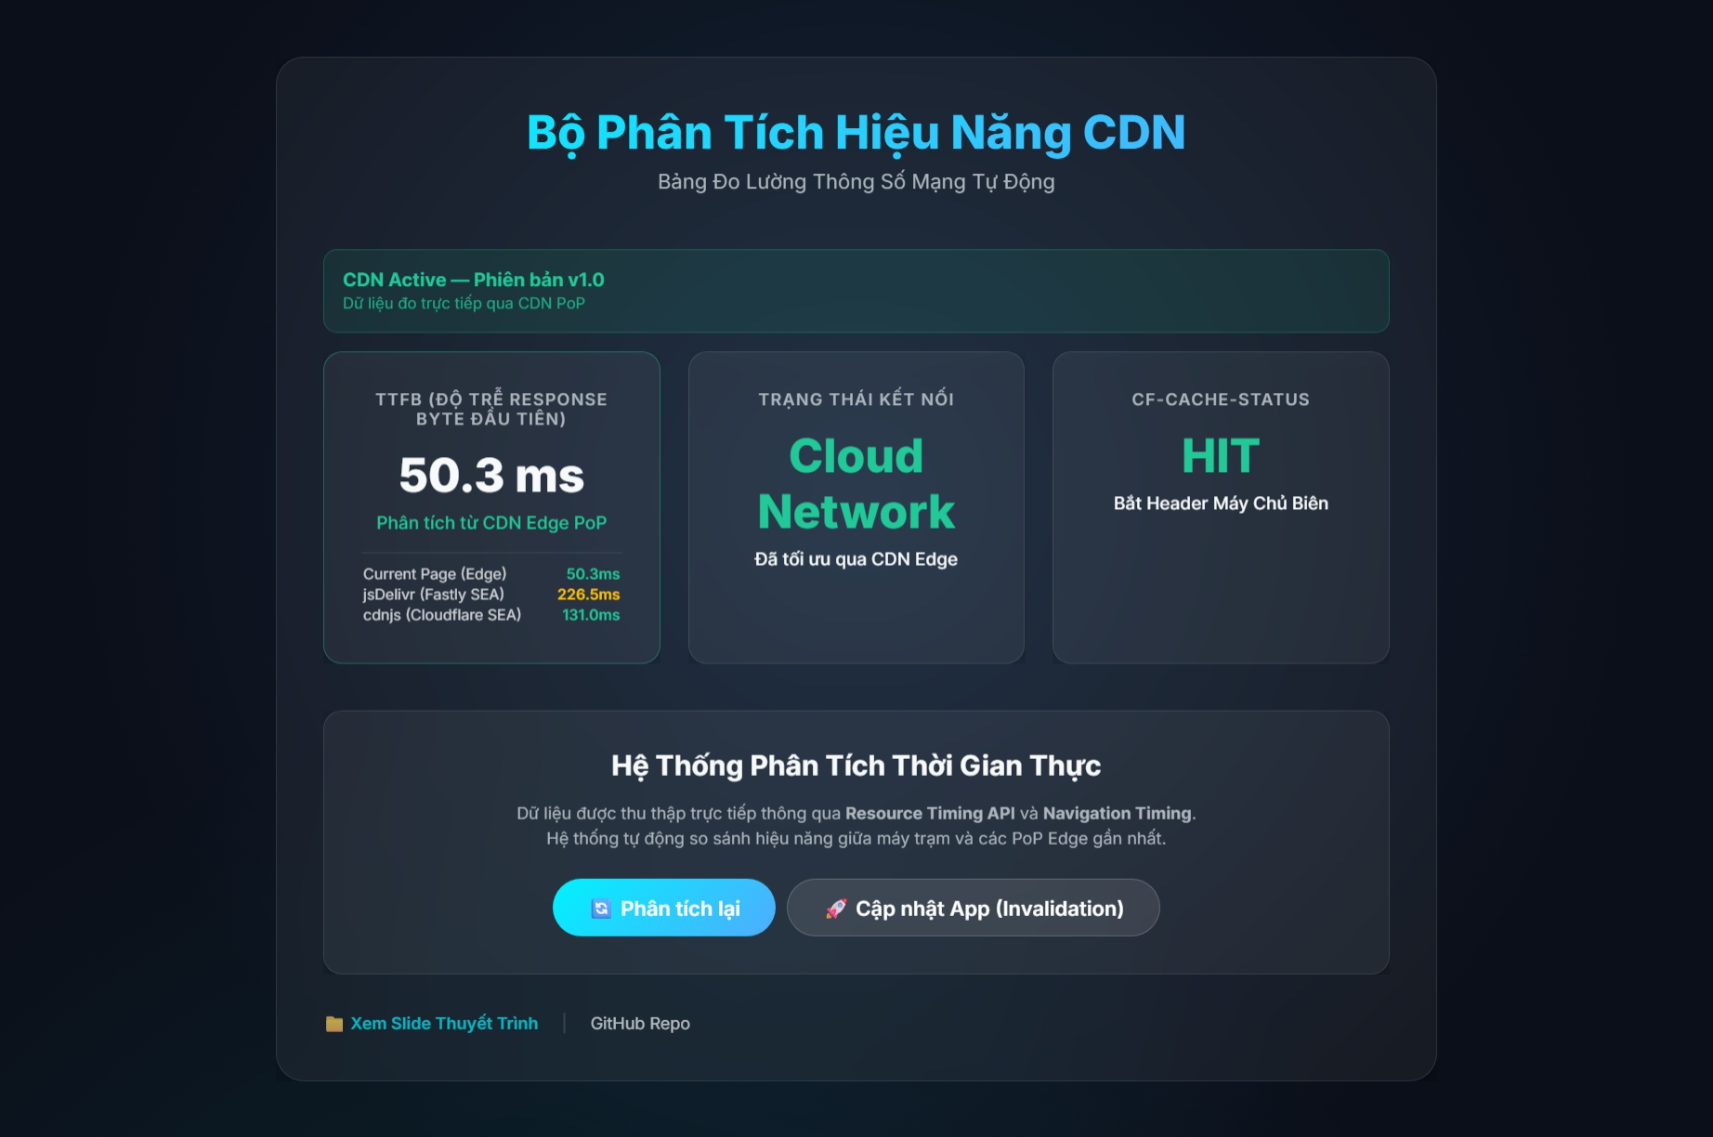 Bộ Phân Tích Hiệu Năng CDN
Bảng Đo Lường Thông Số Mạng Tự Động
CDN Active — Phiên bản v1.0
Dữ liệu đo trực tiếp qua CDN PoP
TTFB (ĐỘ TRỄ RESPONSE
BYTE ĐẦU TIÊN)
50.3 ms
Phân tích từ CDN Edge PoP
Current Page (Edge) 50.3ms
jsDelivr (Fastly SEA) 226.5ms
cdnjs (Cloudflare SEA) 131.0ms
TRẠNG THÁI KẾT NỐI
Cloud
Network
Đã tối ưu qua CDN Edge
CF-CACHE-STATUS
HIT
Bắt Header Máy Chủ Biên
Hệ Thống Phân Tích Thời Gian Thực
Dữ liệu được thu thập trực tiếp thông qua Resource Timing API và Navigation Timing.
Hệ thống tự động so sánh hiệu năng giữa máy trạm và các PoP Edge gần nhất.
Phân tích lại
Cập nhật App (Invalidation)
Xem Slide Thuyết Trình
GitHub Repo